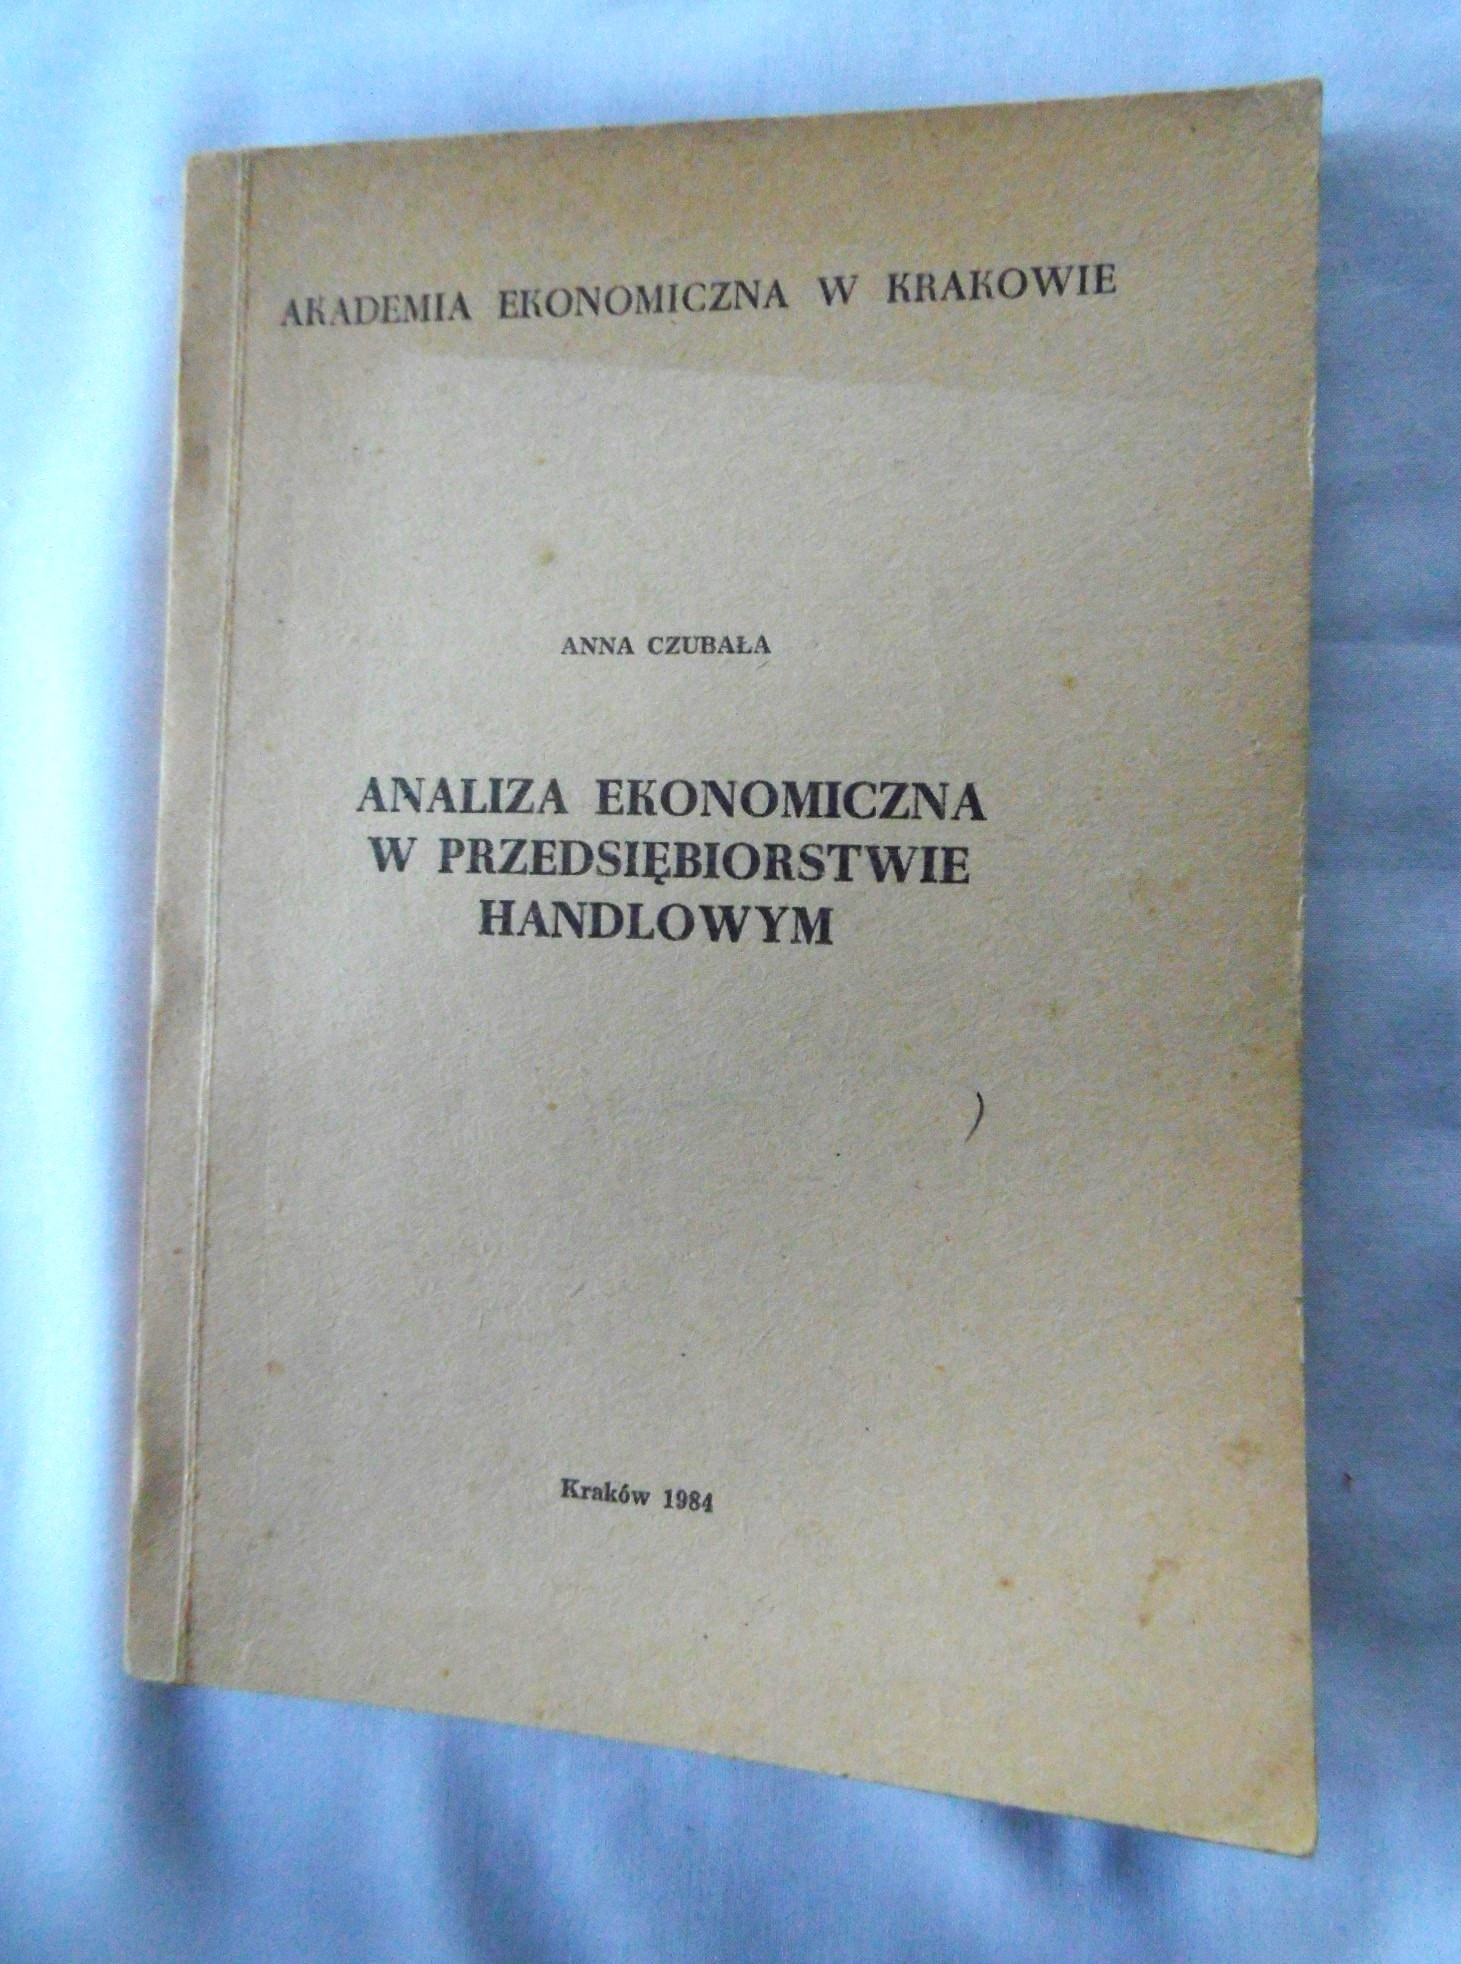 AKADEMIA EKONOMICZNA W KRAKOWIE
ANNA CZUBAŁA
ANALIZA EKONOMICZNA
W PRZEDSIĘBIORSTWIE
HANDLOWYM
Kraków 1984